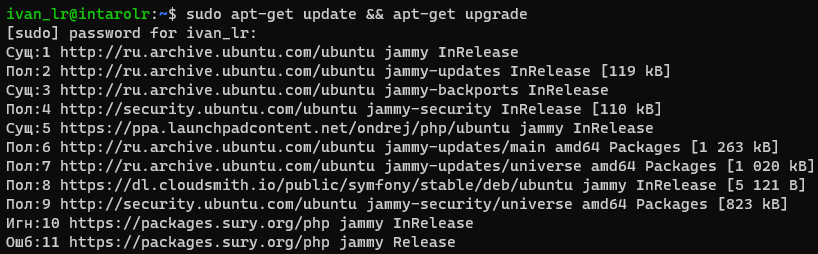 ivan_lr@intarolr:~$ sudo apt-get update && apt-get upgrade
[sudo] password for ivan_lr:
Сущ:1 http://ru.archive.ubuntu.com/ubuntu jammy InRelease
Пол:2 http://ru.archive.ubuntu.com/ubuntu jammy-updates InRelease [119 kB]
Сущ:3 http://ru.archive.ubuntu.com/ubuntu jammy-backports InRelease
Пол:4 http://security.ubuntu.com/ubuntu jammy-security InRelease [110 kB]
Сущ:5 https://ppa.launchpadcontent.net/ondrej/php/ubuntu jammy InRelease
Пол:6 http://ru.archive.ubuntu.com/ubuntu jammy-updates/main amd64 Packages [1 263 kB]
Пол:7 http://ru.archive.ubuntu.com/ubuntu jammy-updates/universe amd64 Packages [1 020 kB]
Пол:8 https://dl.cloudsmith.io/public/symfony/stable/deb/ubuntu jammy InRelease [5 121 B]
Пол:9 http://security.ubuntu.com/ubuntu jammy-security/universe amd64 Packages [823 kB]
Игн:10 https://packages.sury.org/php jammy InRelease
Ошб:11 https://packages.sury.org/php jammy Release